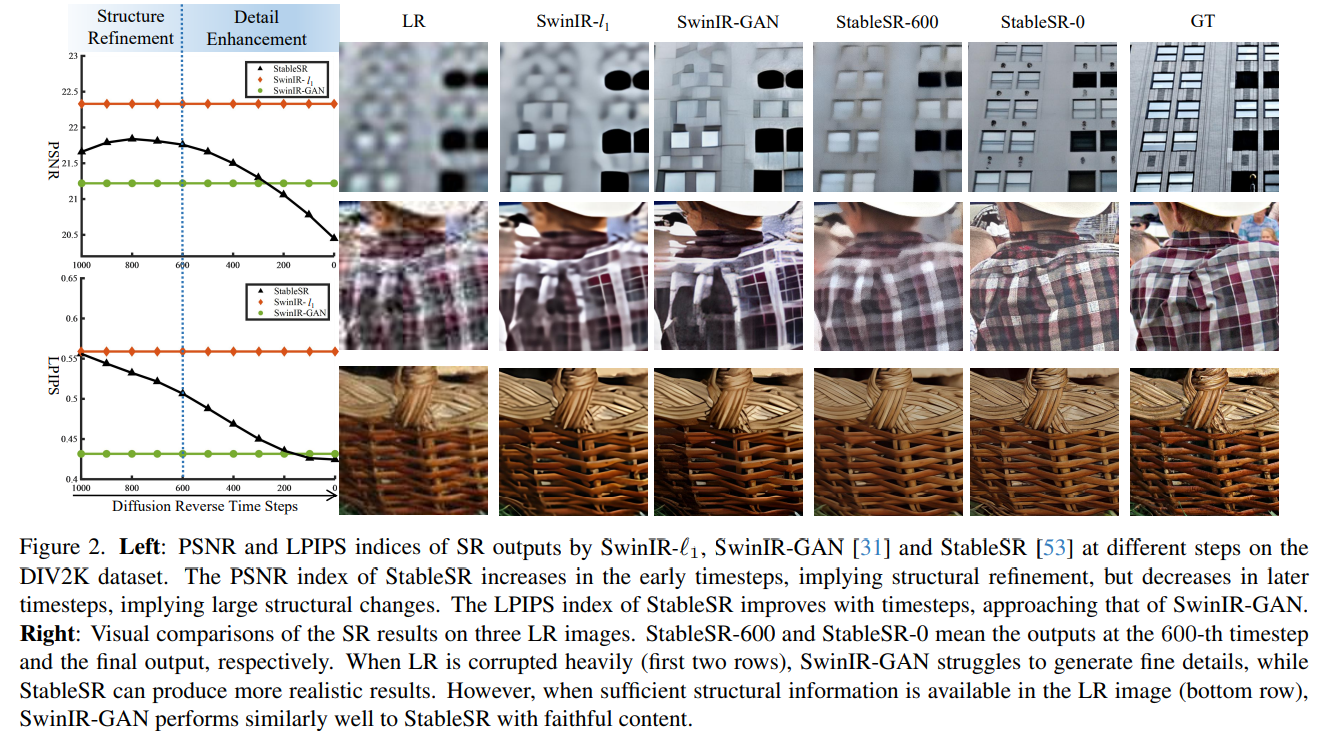 Structure
Refinement
Detail
Enhancement
LR
SwinIR-l1
SwinIR-GAN
StableSR-600
StableSR-0
GT
23
22.5
22
21.5
21
20.5
PSNR
StableSR
SwinIR- l1
SwinIR-GAN
1000
800
600
400
200
0
0.65
0.6
0.55
0.5
0.45
0.4
LPIPS
StableSR
SwinIR- l1
SwinIR-GAN
1000
800
600
400
200
0
Diffusion Reverse Time Steps
Figure 2. Left: PSNR and LPIPS indices of SR outputs by SwinIR-ℓ1, SwinIR-GAN [31] and StableSR [53] at different steps on the
DIV2K dataset. The PSNR index of StableSR increases in the early timesteps, implying structural refinement, but decreases in later
timesteps, implying large structural changes. The LPIPS index of StableSR improves with timesteps, approaching that of SwinIR-GAN.
Right: Visual comparisons of the SR results on three LR images. StableSR-600 and StableSR-0 mean the outputs at the 600-th timestep
and the final output, respectively. When LR is corrupted heavily (first two rows), SwinIR-GAN struggles to generate fine details, while
StableSR can produce more realistic results. However, when sufficient structural information is available in the LR image (bottom row),
SwinIR-GAN performs similarly well to StableSR with faithful content.